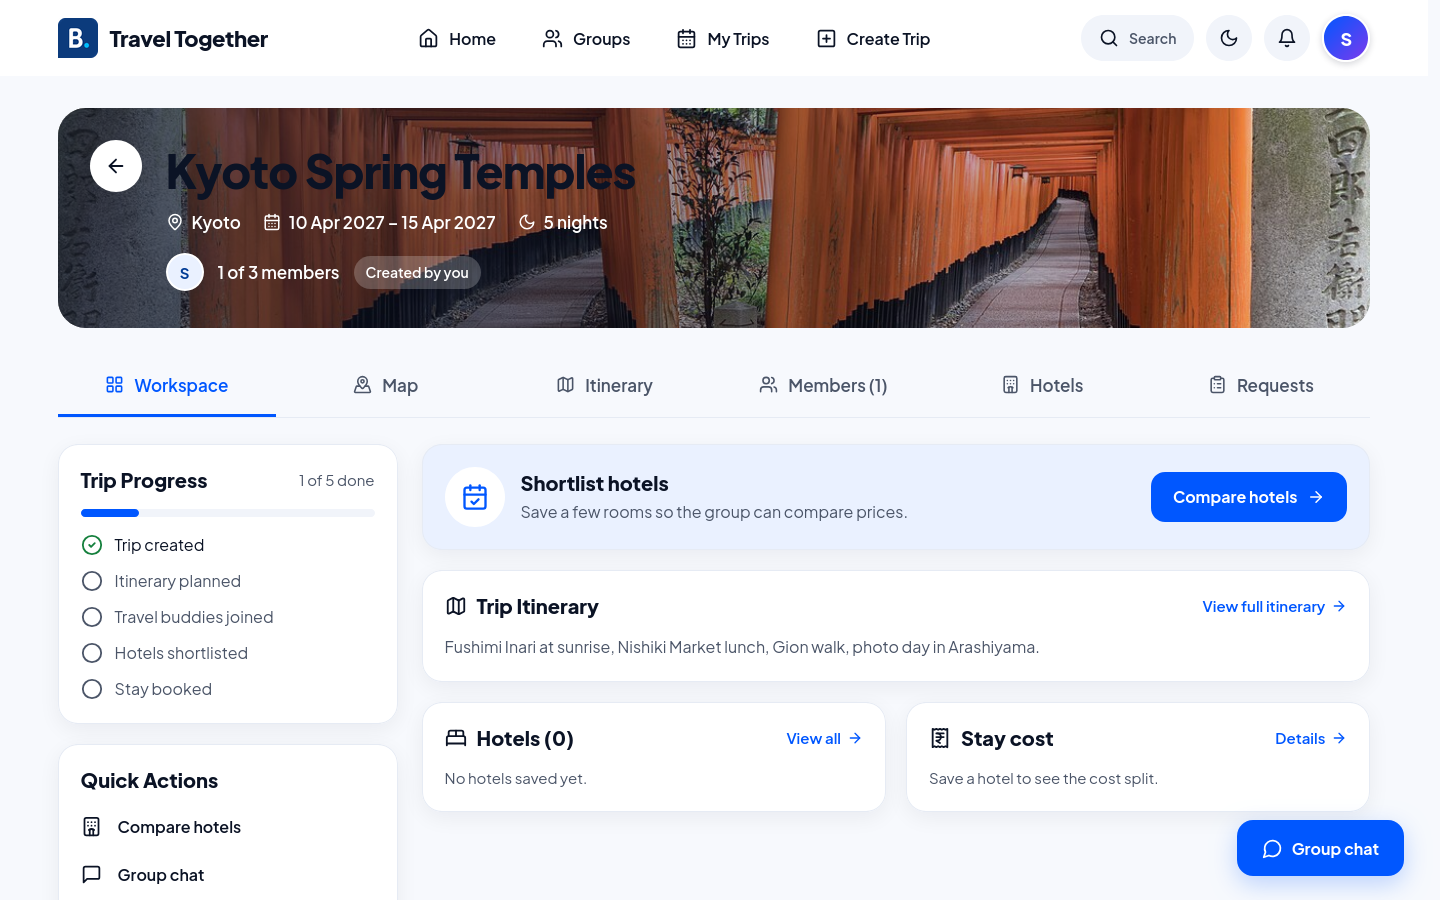 B.
Travel Together
Home
Groups
My Trips
Create Trip
Search
S
Kyoto Spring Temples
Kyoto
10 Apr 2027 – 15 Apr 2027
5 nights
S
1 of 3 members
Created by you
四郎
右衛門
Workspace
Map
Itinerary
Members (1)
Hotels
Requests
Trip Progress
1 of 5 done
Trip created
Itinerary planned
Travel buddies joined
Hotels shortlisted
Stay booked
Quick Actions
Compare hotels
Group chat
Shortlist hotels
Save a few rooms so the group can compare prices.
Compare hotels
Trip Itinerary
View full itinerary
Fushimi Inari at sunrise, Nishiki Market lunch, Gion walk, photo day in Arashiyama.
Hotels (0)
View all
No hotels saved yet.
Stay cost
Details
Save a hotel to see the cost split.
Group chat